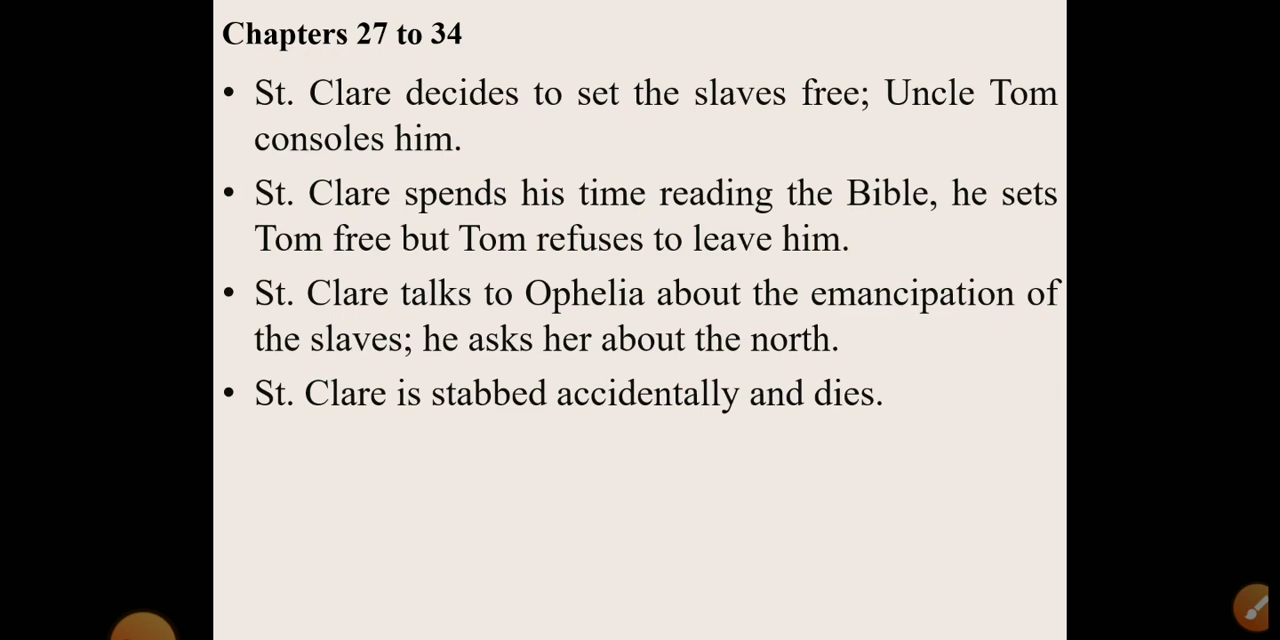 Chapters 27 to 34
• St. Clare decides to set the slaves free; Uncle Tom
consoles him.
• St. Clare spends his time reading the Bible, he sets
Tom free but Tom refuses to leave him.
• St. Clare talks to Ophelia about the emancipation of
the slaves; he asks her about the north.
• St. Clare is stabbed accidentally and dies.